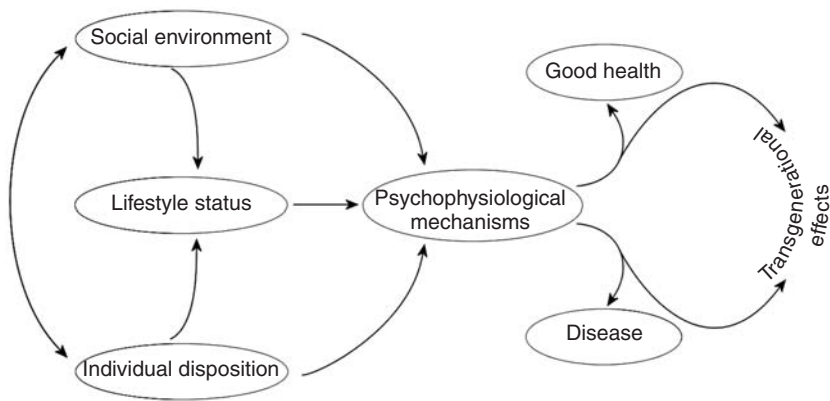 Social environment
Good health
Lifestyle status
Psychophysiological
mechanisms
Transgenerational
effects
Disease
Individual disposition